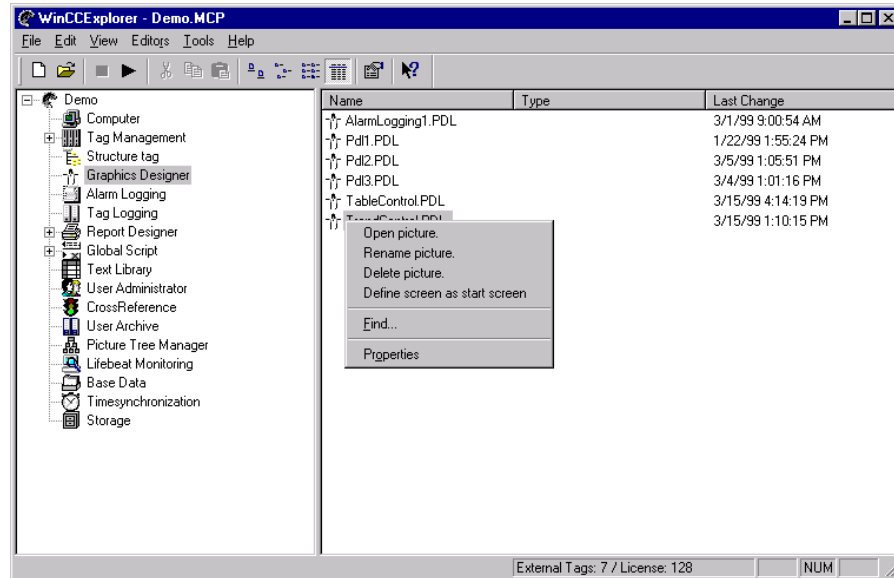 WinCCExplorer - Demo.MCP
File Edit View Editors Tools Help
Demo
Computer
Tag Management
Structure tag
Graphics Designer
Alarm Logging
Tag Logging
Report Designer
Global Script
Text Library
User Administrator
CrossReference
User Archive
Picture Tree Manager
Lifebeat Monitoring
Base Data
Timesynchronization
Storage
Name Type Last Change
AlarmLogging1.PDL 3/1/99 9:00:54 AM
Pdl1.PDL 1/22/99 1:55:24 PM
Pdl2.PDL 3/5/99 1:05:51 PM
Pdl3.PDL 3/4/99 1:01:16 PM
TableControl.PDL 3/15/99 4:14:19 PM
TrendControl.PDL 3/15/99 1:10:15 PM
Open picture.
Rename picture.
Delete picture.
Define screen as start screen
Find...
Properties
External Tags: 7 / License: 128 NUM